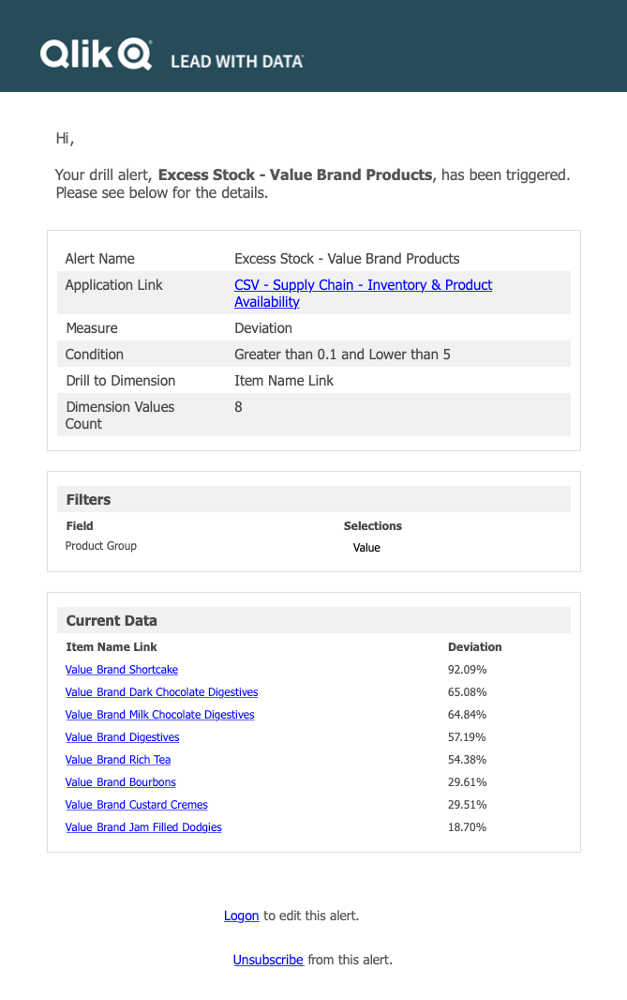 Qlik LEAD WITH DATA
Hi,
Your drill alert, Excess Stock - Value Brand Products, has been triggered.
Please see below for the details.
Alert Name Excess Stock - Value Brand Products
Application Link CSV - Supply Chain - Inventory & Product
Availability
Measure Deviation
Condition Greater than 0.1 and Lower than 5
Drill to Dimension Item Name Link
Dimension Values 8
Count
Filters
Field Selections
Product Group Value
Current Data
Item Name Link Deviation
Value Brand Shortcake 92.09%
Value Brand Dark Chocolate Digestives 65.08%
Value Brand Milk Chocolate Digestives 64.84%
Value Brand Digestives 57.19%
Value Brand Rich Tea 54.38%
Value Brand Bourbons 29.61%
Value Brand Custard Cremes 29.51%
Value Brand Jam Filled Dodgies 18.70%
Logon to edit this alert.
Unsubscribe from this alert.